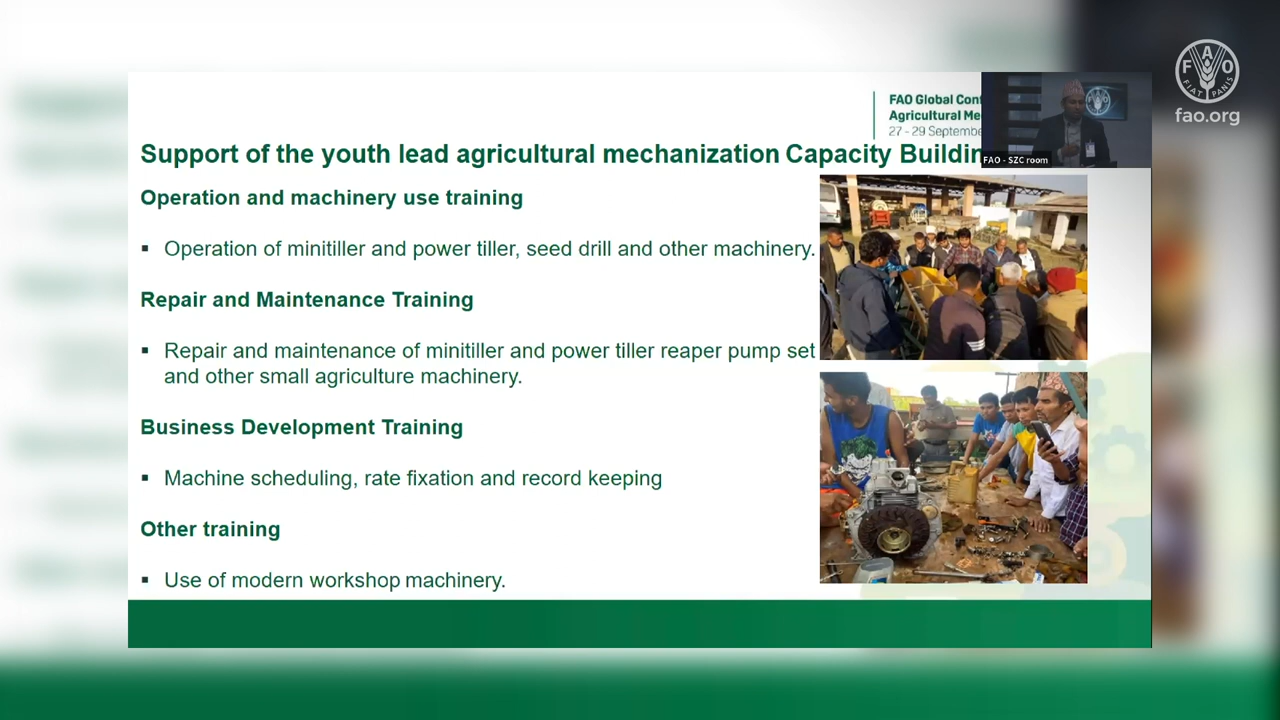 FAO Global Con
Agricultural Me
27 - 29 Septembe
FAO
FIAT PANIS
fao.org
Support of the youth lead agricultural mechanization Capacity Buildin
FAO - SZC room
Operation and machinery use training
▪ Operation of minitiller and power tiller, seed drill and other machinery.
Repair and Maintenance Training
▪ Repair and maintenance of minitiller and power tiller reaper pump set
and other small agriculture machinery.
Business Development Training
▪ Machine scheduling, rate fixation and record keeping
Other training
▪ Use of modern workshop machinery.